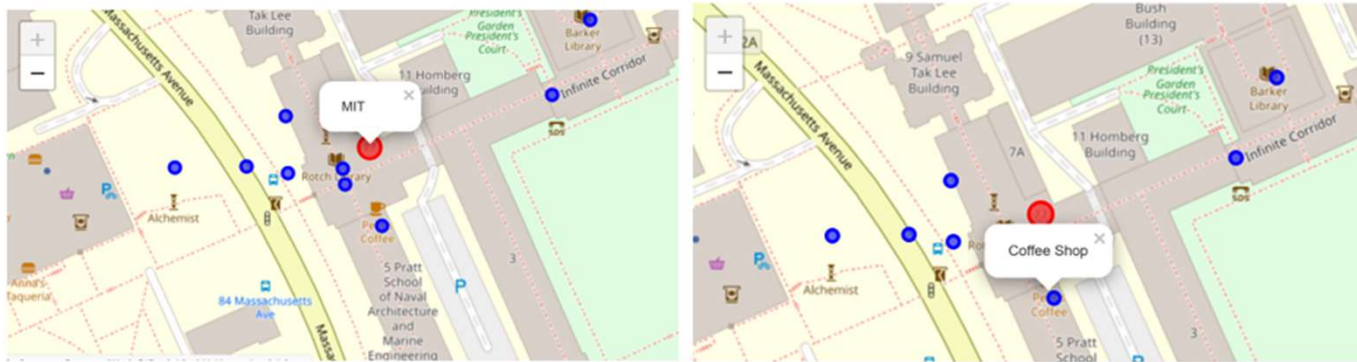 Tak Lee
Building
President's
Garden
President's
Court
Barker
Library
Massachusetts Avenue
11 Homberg
MIT
×
+
−
Infinite Corridor
SOS
Rotch Library
P
Alchemist
Coffee
Anna's
Taqueria
84 Massachusetts
Ave
5 Pratt
School
of Naval
Architecture
and
Marine
Engineering
P
3
2A
Bush
Building
(13)
+
−
9 Samuel
Tak Lee
Building
President's
Garden
President's
Court
Barker
Library
Massachusetts Avenue
Infinite Corridor
11 Homberg
Building
7A
SOS
Coffee Shop
×
P
Alchemist
Coffee
5 Pratt
School
P
3